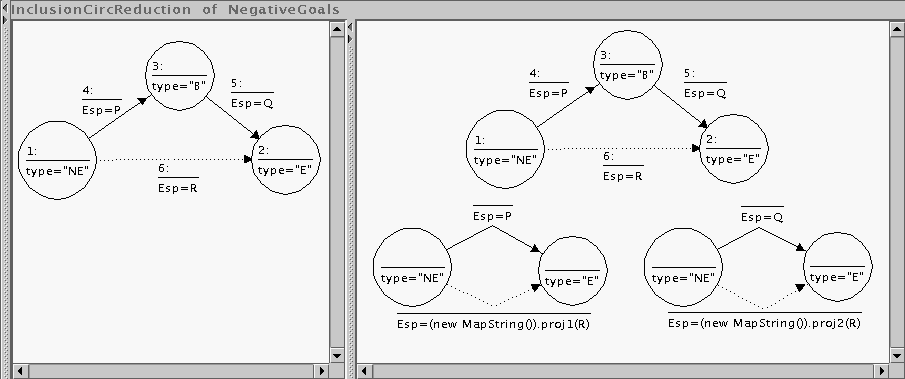 InclusionCircReduction of NegativeGoals
3:
type="B"
4:
Esp=P
5:
Esp=Q
1:
type="NE"
2:
type="E"
6:
Esp=R
3:
type="B"
4:
Esp=P
5:
Esp=Q
1:
type="NE"
2:
type="E"
6:
Esp=R
Esp=P
type="NE"
type="E"
Esp=(new MapString()).proj1(R)
Esp=Q
type="NE"
type="E"
Esp=(new MapString()).proj2(R)